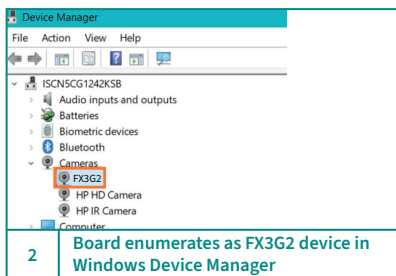 Device Manager
File Action View Help
ISCN5CG1242KSB
Audio inputs and outputs
Batteries
Biometric devices
Bluetooth
Cameras
FX3G2
HP HD Camera
HP IR Camera
Computer
2
Board enumerates as FX3G2 device in
Windows Device Manager